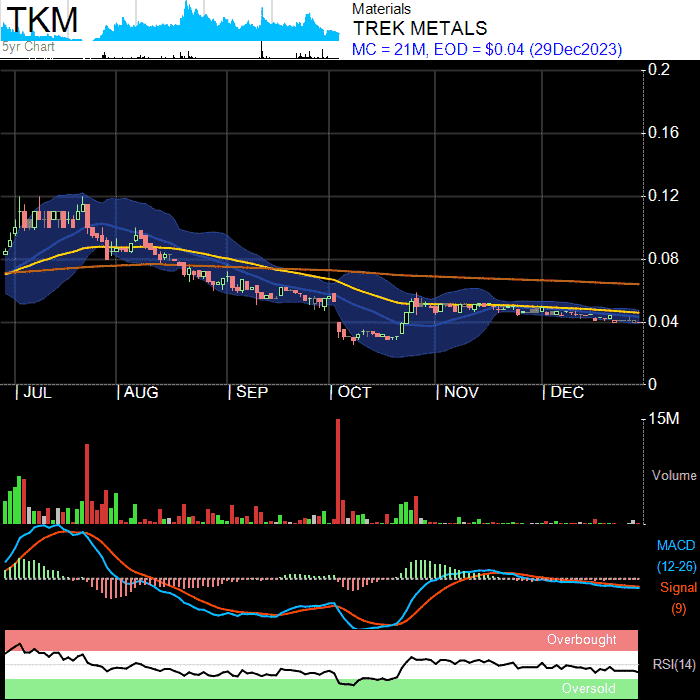 TKM
5yr Chart
Materials
TREK METALS
MC = 21M, EOD = $0.04 (29Dec2023)
0.2
0.16
0.12
0.08
0.04
0
JUL
AUG
SEP
OCT
NOV
DEC
15M
Volume
MACD
(12-26)
Signal
(9)
Overbought
RSI(14)
Oversold